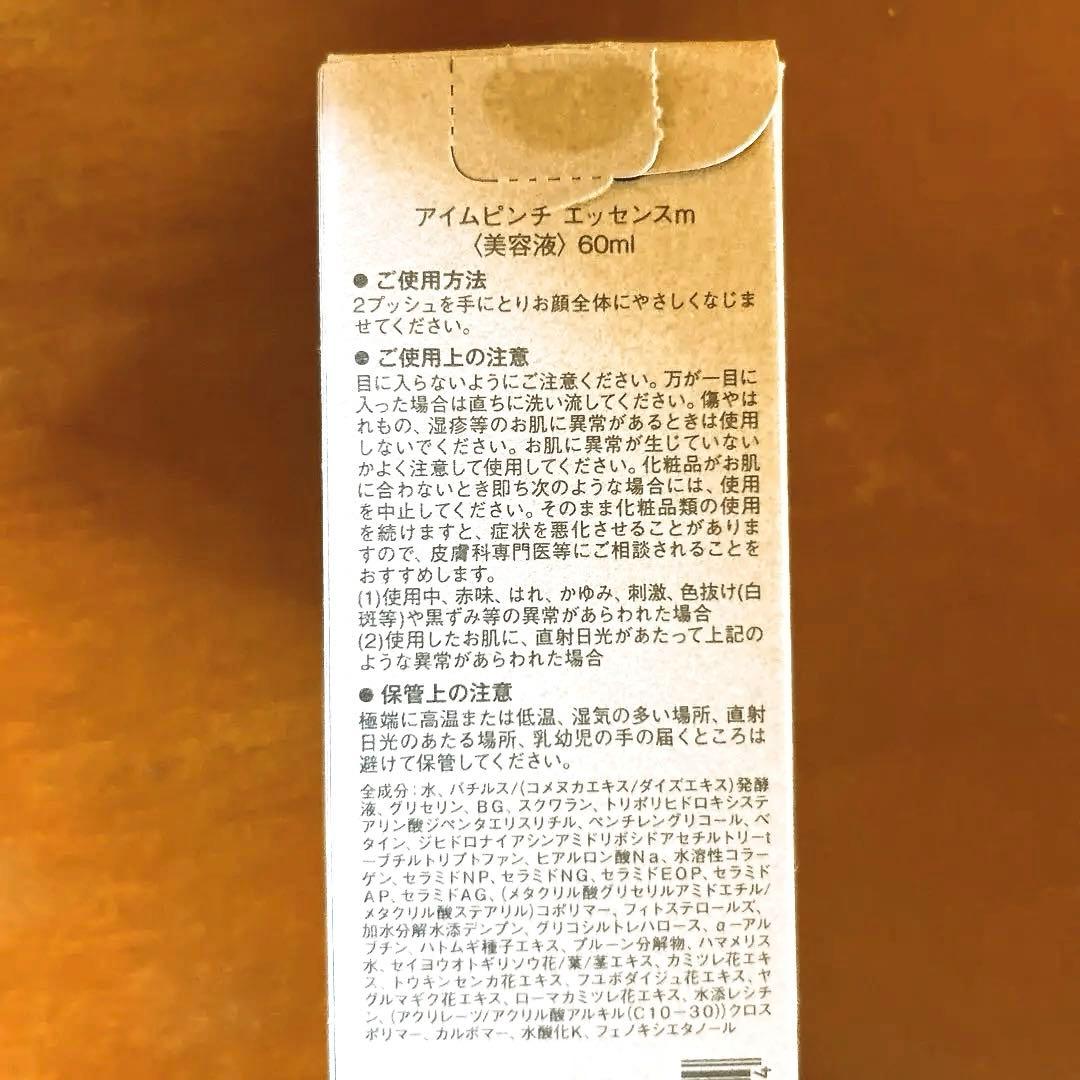 アイムピンチ エッセンスm
〈美容液〉60ml
● ご使用方法
2プッシュを手にとりお顔全体にやさしくなじま
せてください。
● ご使用上の注意
目に入らないようにご注意ください。万が一目に
入った場合は直ちに洗い流してください。傷やは
れもの、湿疹等のお肌に異常があるときは使用
しないでください。お肌に異常が生じていない
かよく注意して使用してください。化粧品がお肌
に合わないとき即ち次のような場合には、使用
を中止してください。そのまま化粧品類の使用
を続けますと、症状を悪化させることがありま
すので、皮膚科専門医等にご相談されることを
おすすめします。
(1)使用中、赤味、はれ、かゆみ、刺激、色抜け(白
斑等)や黒ずみ等の異常があらわれた場合
(2)使用したお肌に、直射日光があたって上記の
ような異常があらわれた場合
● 保管上の注意
極端に高温または低温、湿気の多い場所、直射
日光のあたる場所、乳幼児の手の届くところは
避けて保管してください。
全成分:水、バチルス/(コメヌカエキス/ダイズエキス)発酵
液、グリセリン、BG、スクワラン、トリポリヒドロキシステ
アリン酸ジペンタエリスリチル、ペンチレングリコール、ベ
タイン、ジヒドロナイアシンアミドリボシドアセチルトリーt
ーブチルトリプトファン、ヒアルロン酸Na、水溶性コラー
ゲン、セラミドNP、セラミドNG、セラミドEOP、セラミド
AP、セラミドAG、(メタクリル酸グリセリルアミドエチル/
メタクリル酸ステアリル)コポリマー、フィトステロールズ、
加水分解水添デンプン、グリコシルトレハロース、α-アル
ブチン、ハトムギ種子エキス、プルーン分解物、ハマメリス
水、セイヨウオトギリソウ花/葉/茎エキス、カミツレ花エキ
ス、トウキンセンカ花エキス、フユボダイジュ花エキス、ヤ
グルマギク花エキス、ローマカミツレ花エキス、水添レシチ
ン、(アクリレーツ/アクリル酸アルキル(C10-30))クロス
ポリマー、カルボマー、水酸化K、フェノキシエタノール
4